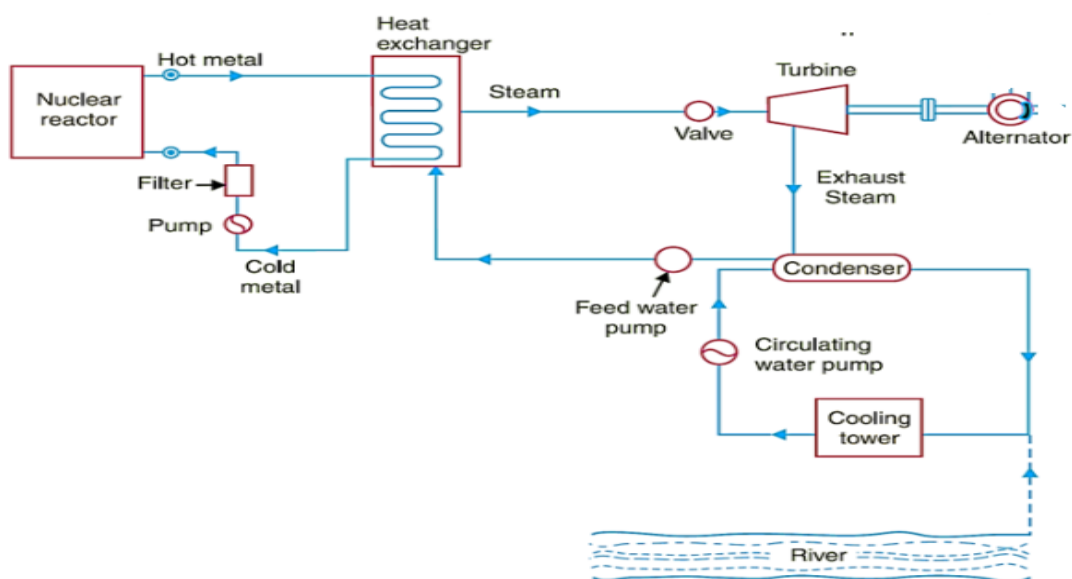 Heat
exchanger
Hot metal
Nuclear
reactor
Steam
Turbine
Valve
Alternator
Filter
Pump
Cold
metal
Exhaust
Steam
Condenser
Feed water
pump
Circulating
water pump
Cooling
tower
River